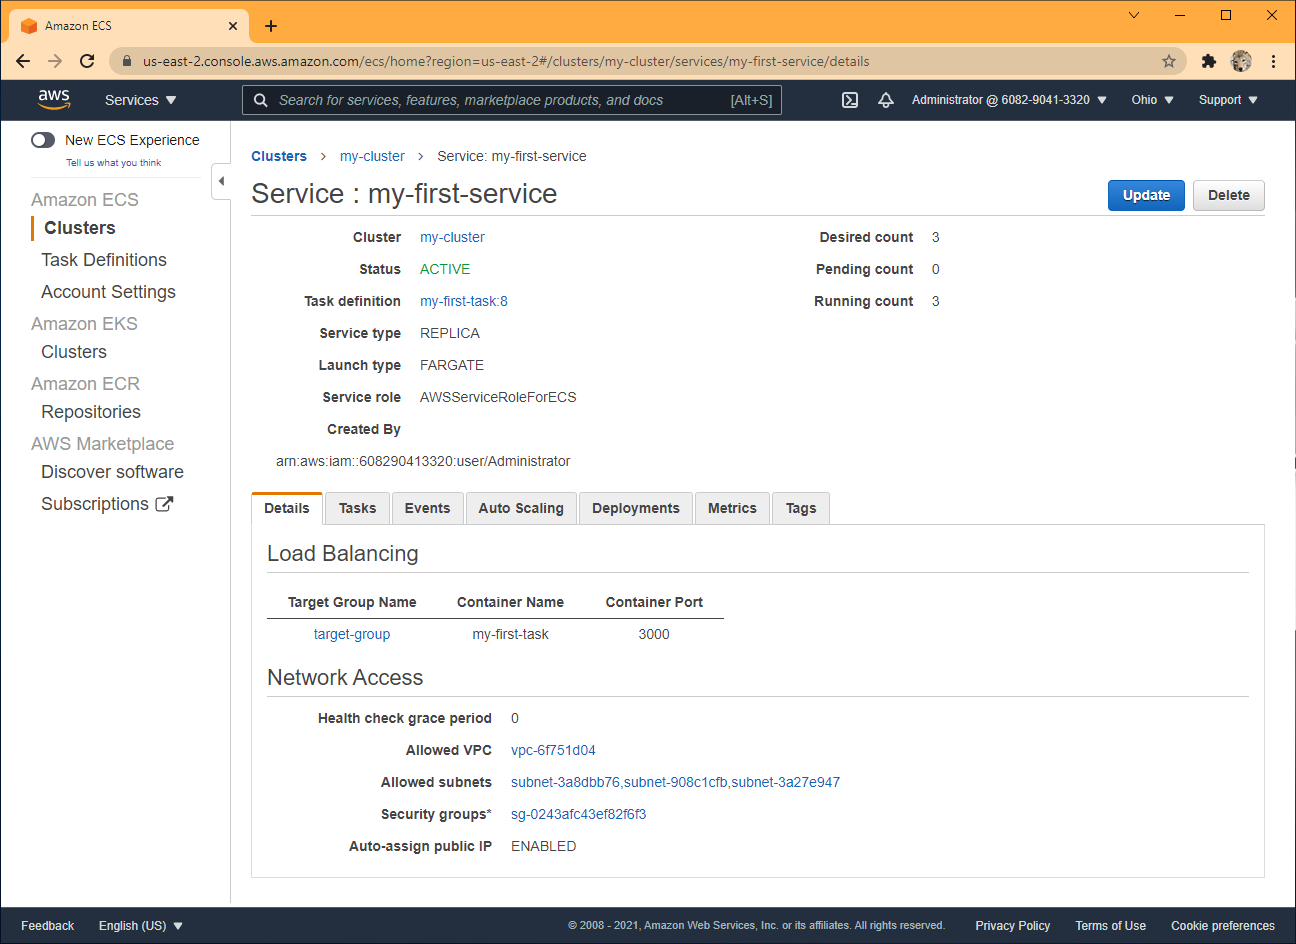 Amazon ECS
us-east-2.console.aws.amazon.com/ecs/home?region=us-east-2#/clusters/my-cluster/services/my-first-service/details
aws Services Search for services, features, marketplace products, and docs [Alt+S] Administrator @ 6082-9041-3320 Ohio Support
New ECS Experience
Tell us what you think
Amazon ECS
Clusters
Task Definitions
Account Settings
Amazon EKS
Clusters
Amazon ECR
Repositories
AWS Marketplace
Discover software
Subscriptions
Clusters > my-cluster > Service: my-first-service
Service : my-first-service
Update Delete
Cluster my-cluster
Status ACTIVE
Task definition my-first-task:8
Service type REPLICA
Launch type FARGATE
Service role AWSServiceRoleForECS
Created By
arn:aws:iam::608290413320:user/Administrator
Desired count 3
Pending count 0
Running count 3
Details Tasks Events Auto Scaling Deployments Metrics Tags
Load Balancing
Target Group Name Container Name Container Port
target-group my-first-task 3000
Network Access
Health check grace period 0
Allowed VPC vpc-6f751d04
Allowed subnets subnet-3a8dbb76,subnet-908c1cfb,subnet-3a27e947
Security groups* sg-0243afc43ef82f6f3
Auto-assign public IP ENABLED
Feedback English (US) © 2008 - 2021, Amazon Web Services, Inc. or its affiliates. All rights reserved. Privacy Policy Terms of Use Cookie preferences